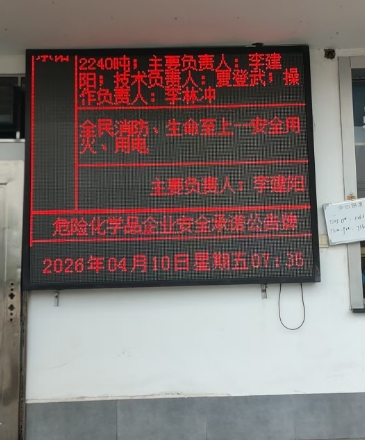 2240吨；主要负责人：李建
阳；技术负责人：夏登武；操
作负责人：李林冲
全民消防、生命至上一安全用
火、用电
主要负责人：李建阳
危险化学品企业安全承诺公告牌
2026年04月10日星期五07:36